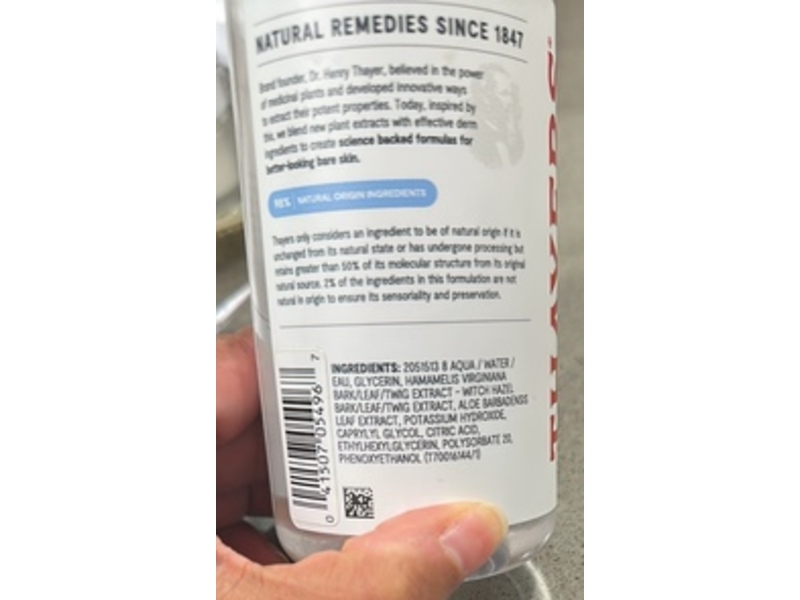 NATURAL REMEDIES SINCE 1847
Brand founder, Dr. Henry Thayer, believed in the power
of medicinal plants and developed innovative ways
to extract their potent properties. Today, inspired by
this, we blend new plant extracts with effective derm
ingredients to create science backed formulas for
better-looking bare skin.
98% NATURAL ORIGIN INGREDIENTS
Thayers only considers an ingredient to be of natural origin if it is
unchanged from its natural state or has undergone processing but
retains greater than 50% of its molecular structure from its original
natural source. 2% of the ingredients in this formulation are not
natural in origin to ensure its sensoriality and preservation.
INGREDIENTS: 2051513 8 AQUA / WATER /
EAU, GLYCERIN, HAMAMELIS VIRGINIANA
BARK/LEAF/TWIG EXTRACT - WITCH HAZEL
BARK/LEAF/TWIG EXTRACT, ALOE BARBADENSIS
LEAF EXTRACT, POTASSIUM HYDROXIDE,
CAPRYLYL GLYCOL, CITRIC ACID,
ETHYLHEXYLGLYCERIN, POLYSORBATE 20,
PHENOXYETHANOL (T70016144/1)
0 41507 05496 7
THAYERS